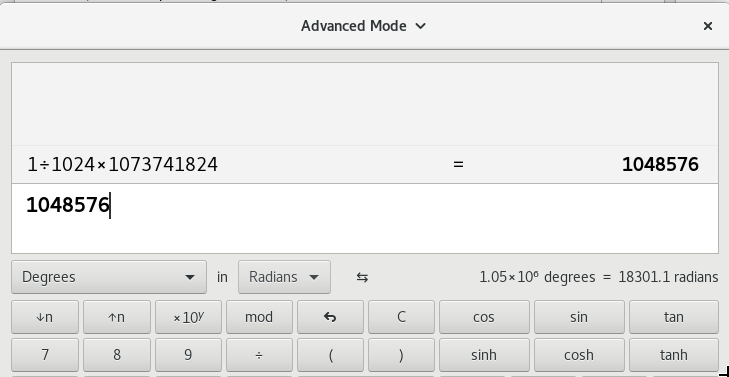 Advanced Mode
1÷1024×1073741824 = 1048576
1048576
Degrees in Radians ⇆ 1.05×10⁶ degrees = 18301.1 radians
↓n ↑n ×10ʸ mod ↶ C cos sin tan
7 8 9 ÷ ( ) sinh cosh tanh